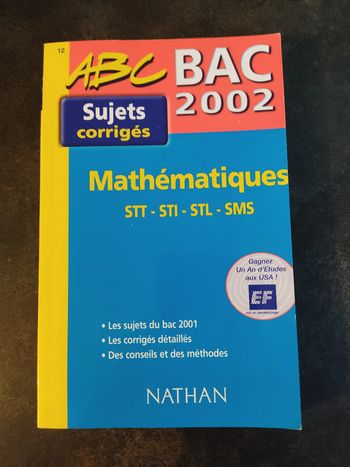 12
ABC
BAC
2002
Sujets
corrigés
Mathématiques
STT - STI - STL - SMS
Gagnez
Un An d'Etudes
aux USA !
EF
• Les sujets du bac 2001
• Les corrigés détaillés
• Des conseils et des méthodes
NATHAN